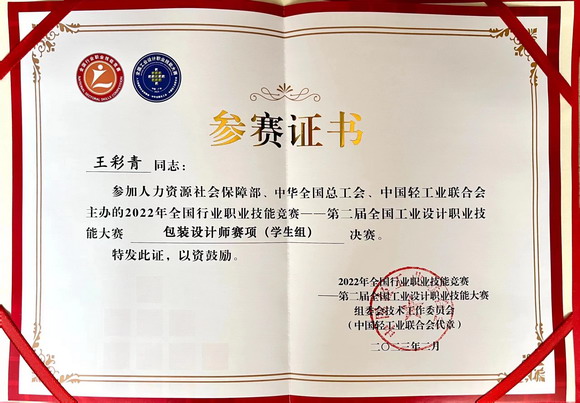 参赛证书
王彩青 同志：
参加人力资源社会保障部、中华全国总工会、中国轻工业联合会
主办的2022年全国行业职业技能竞赛——第二届全国工业设计职业技
能大赛 包装设计师赛项（学生组） 决赛。
特发此证，以资鼓励。
2022年全国行业职业技能竞赛
——第二届全国工业设计职业技能大赛
组委会技术工作委员会
（中国轻工业联合会代章）
二〇二三年二月